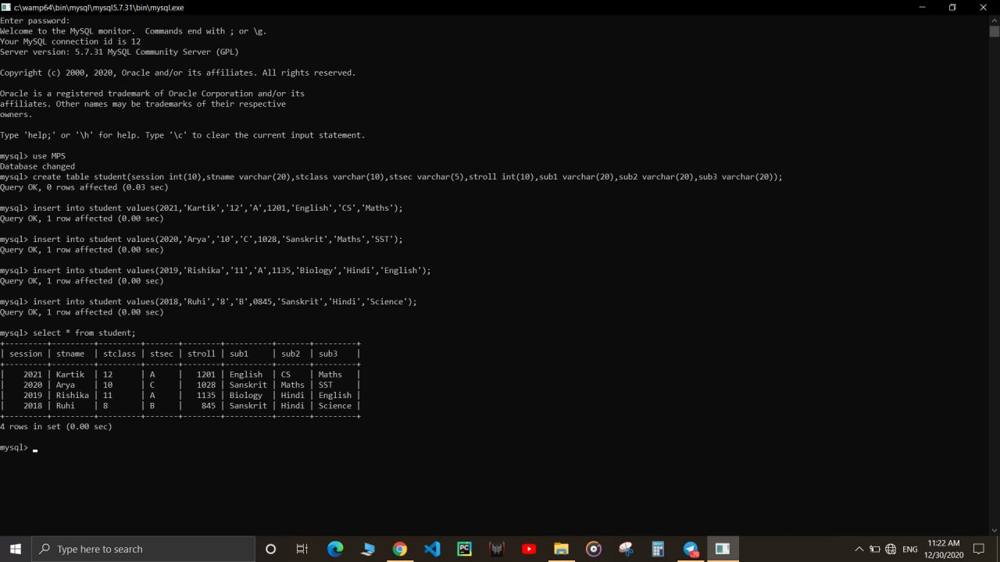 c:\wamp64\bin\mysql\mysql5.7.31\bin\mysql.exe
Enter password:
Welcome to the MySQL monitor.  Commands end with ; or \g.
Your MySQL connection id is 12
Server version: 5.7.31 MySQL Community Server (GPL)
Copyright (c) 2000, 2020, Oracle and/or its affiliates. All rights reserved.
Oracle is a registered trademark of Oracle Corporation and/or its
affiliates. Other names may be trademarks of their respective
owners.
Type 'help;' or '\h' for help. Type '\c' to clear the current input statement.
mysql> use MPS
Database changed
mysql> create table student(session int(10),stname varchar(20),stclass varchar(10),stsec varchar(5),stroll int(10),sub1 varchar(20),sub2 varchar(20),sub3 varchar(20));
Query OK, 0 rows affected (0.03 sec)
mysql> insert into student values(2021,'Kartik','12','A',1201,'English','CS','Maths');
Query OK, 1 row affected (0.00 sec)
mysql> insert into student values(2020,'Arya','10','C',1028,'Sanskrit','Maths','SST');
Query OK, 1 row affected (0.00 sec)
mysql> insert into student values(2019,'Rishika','11','A',1135,'Biology','Hindi','English');
Query OK, 1 row affected (0.00 sec)
mysql> insert into student values(2018,'Ruhi','8','B',0845,'Sanskrit','Hindi','Science');
Query OK, 1 row affected (0.00 sec)
mysql> select * from student;
+---------+---------+---------+-------+--------+----------+-------+---------+
| session | stname  | stclass | stsec | stroll | sub1     | sub2  | sub3    |
+---------+---------+---------+-------+--------+----------+-------+---------+
|    2021 | Kartik  | 12      | A     |   1201 | English  | CS    | Maths   |
|    2020 | Arya    | 10      | C     |   1028 | Sanskrit | Maths | SST     |
|    2019 | Rishika | 11      | A     |   1135 | Biology  | Hindi | English |
|    2018 | Ruhi    | 8       | B     |    845 | Sanskrit | Hindi | Science |
+---------+---------+---------+-------+--------+----------+-------+---------+
4 rows in set (0.00 sec)
mysql> _
Type here to search
PC
ENG
11:22 AM
12/30/2020